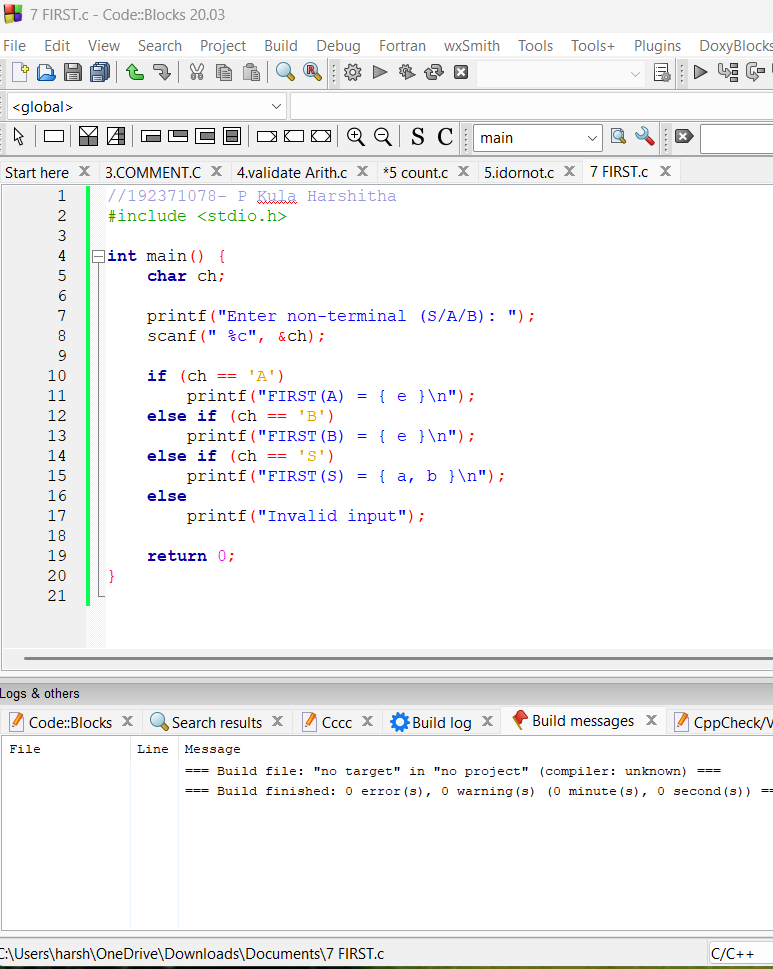 7 FIRST.c - Code::Blocks 20.03
File Edit View Search Project Build Debug Fortran wxSmith Tools Tools+ Plugins DoxyBlocks
<global>
S C main
Start here 3.COMMENT.C 4.validate Arith.c *5 count.c 5.idornot.c 7 FIRST.c
1 //192371078- P Kula Harshitha
2 #include <stdio.h>
3
4 int main() {
5 char ch;
6
7 printf("Enter non-terminal (S/A/B): ");
8 scanf(" %c", &ch);
9
10 if (ch == 'A')
11 printf("FIRST(A) = { e }\n");
12 else if (ch == 'B')
13 printf("FIRST(B) = { e }\n");
14 else if (ch == 'S')
15 printf("FIRST(S) = { a, b }\n");
16 else
17 printf("Invalid input");
18
19 return 0;
20 }
21
Logs & others
Code::Blocks Search results Cccc Build log Build messages CppCheck/V
File Line Message
=== Build file: "no target" in "no project" (compiler: unknown) ===
=== Build finished: 0 error(s), 0 warning(s) (0 minute(s), 0 second(s)) ==
C:\Users\harsh\OneDrive\Downloads\Documents\7 FIRST.c C/C++